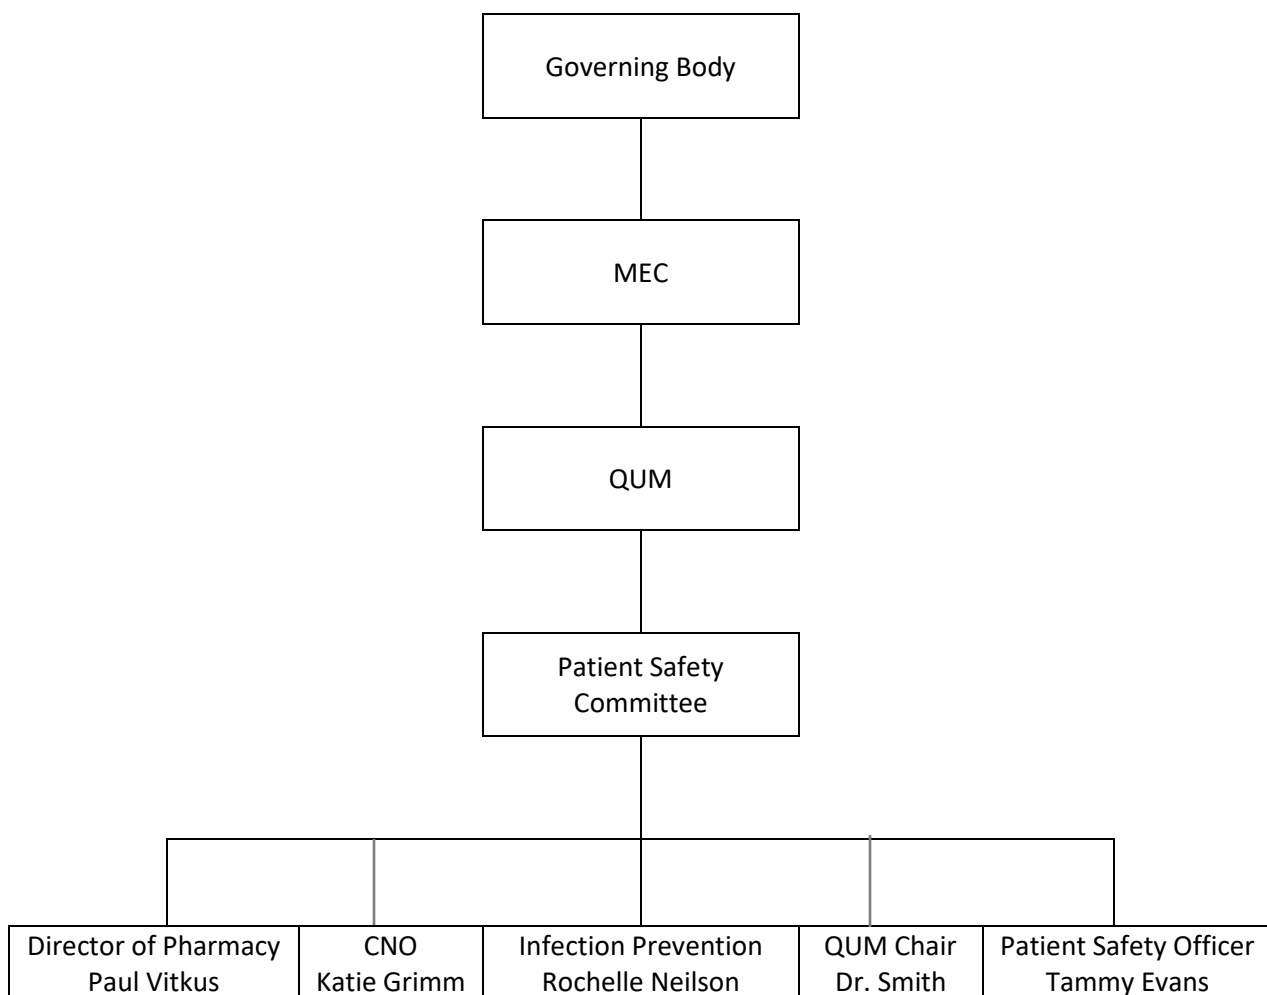 Governing Body
MEC
QUM
Patient Safety
Committee
Director of Pharmacy
Paul Vitkus
CNO
Katie Grimm
Infection Prevention
Rochelle Neilson
QUM Chair
Dr. Smith
Patient Safety Officer
Tammy Evans